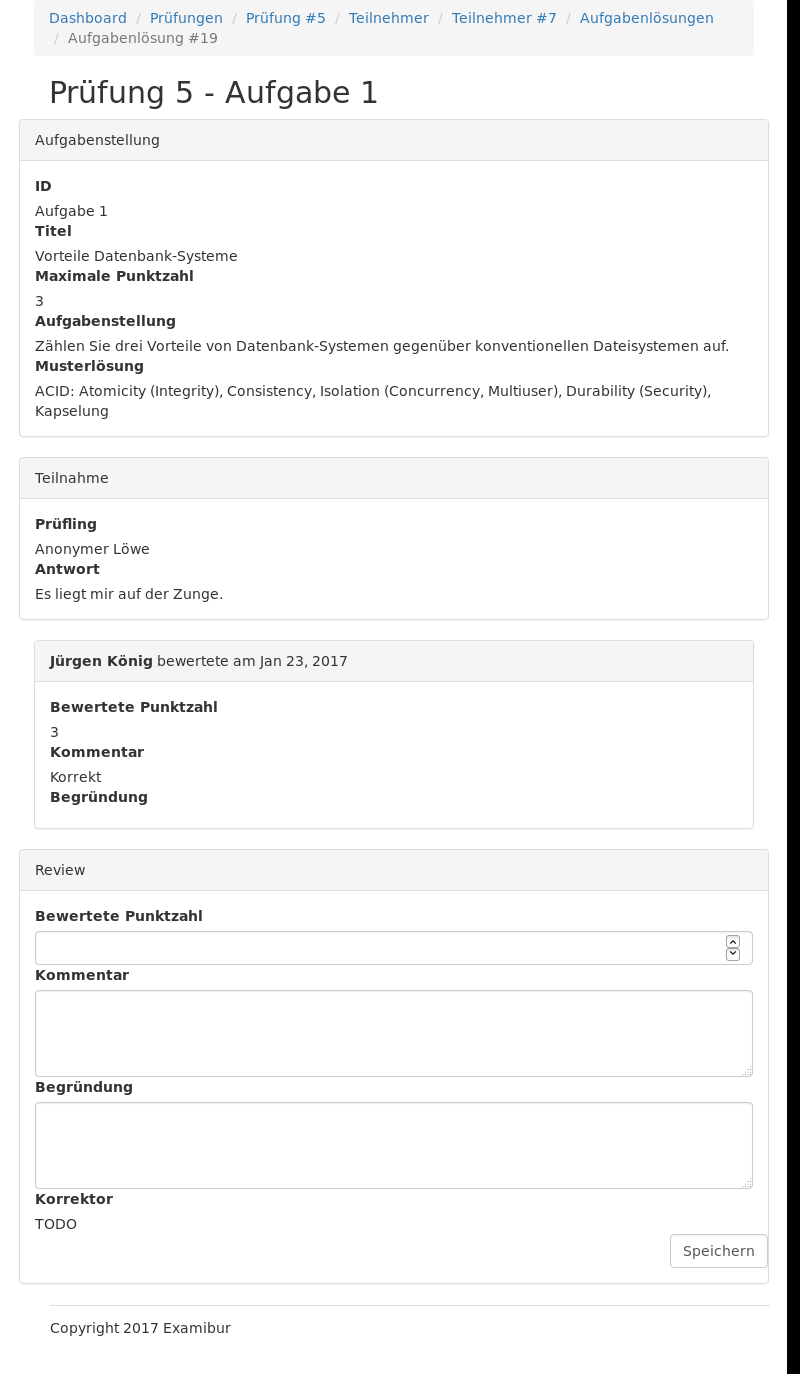 Dashboard / Prüfungen / Prüfung #5 / Teilnehmer / Teilnehmer #7 / Aufgabenlösungen
/ Aufgabenlösung #19
Prüfung 5 - Aufgabe 1
Aufgabenstellung
ID
Aufgabe 1
Titel
Vorteile Datenbank-Systeme
Maximale Punktzahl
3
Aufgabenstellung
Zählen Sie drei Vorteile von Datenbank-Systemen gegenüber konventionellen Dateisystemen auf.
Musterlösung
ACID: Atomicity (Integrity), Consistency, Isolation (Concurrency, Multiuser), Durability (Security),
Kapselung
Teilnahme
Prüfling
Anonymer Löwe
Antwort
Es liegt mir auf der Zunge.
Jürgen König bewertete am Jan 23, 2017
Bewertete Punktzahl
3
Kommentar
Korrekt
Begründung
Review
Bewertete Punktzahl
Kommentar
Begründung
Korrektor
TODO
Speichern
Copyright 2017 Examibur